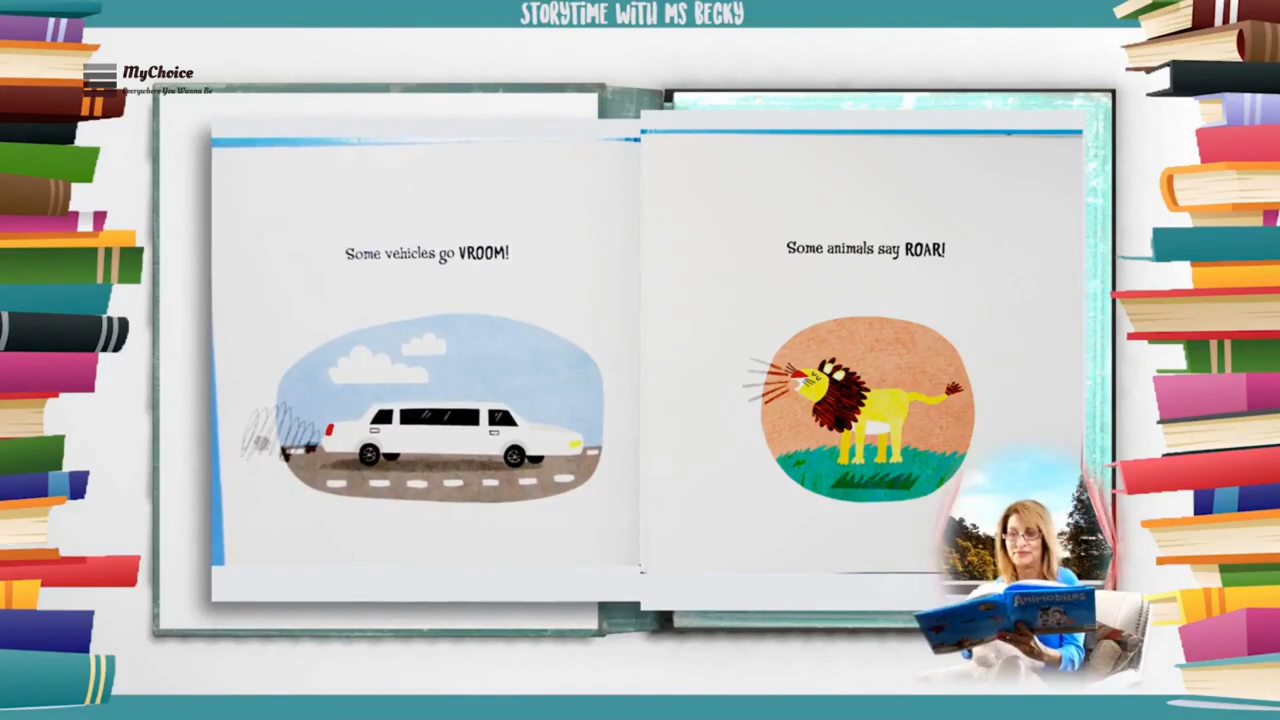 STORYTIME WITH MS BECKY
MyChoice
Everywhere You Wanna Be
Some vehicles go VROOM!
Some animals say ROAR!
ANIMOBILES